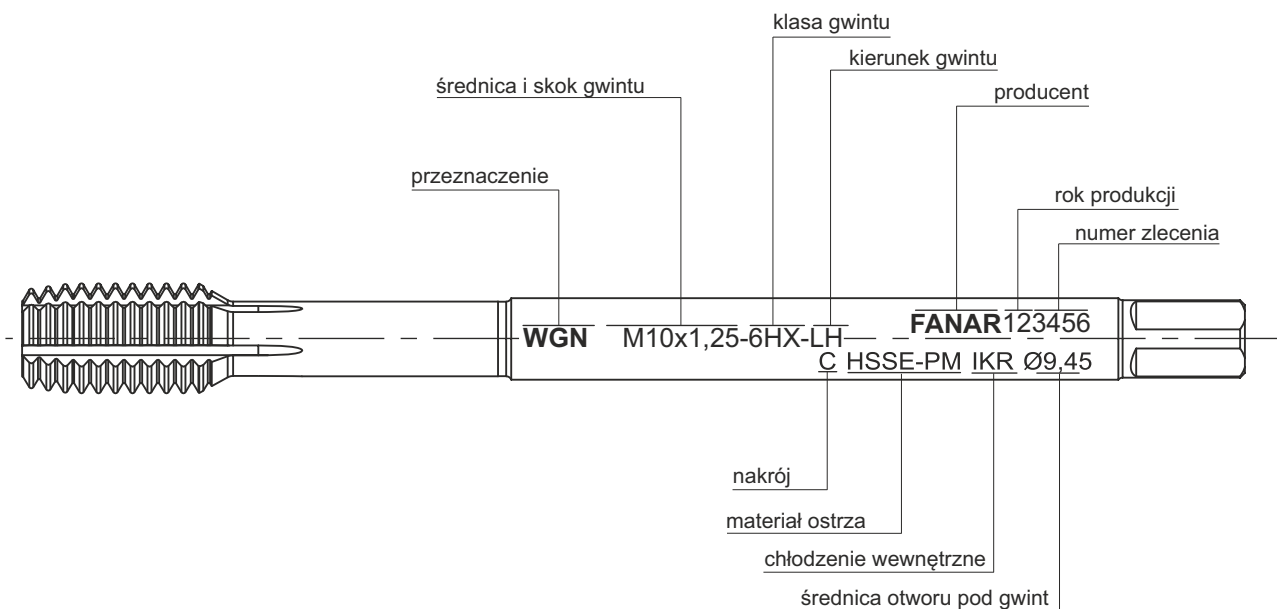 klasa gwintu
kierunek gwintu
średnica i skok gwintu
producent
przeznaczenie
rok produkcji
numer zlecenia
WGN M10x1,25-6HX-LH FANAR123456
C HSSE-PM IKR Ø9,45
nakrój
materiał ostrza
chłodzenie wewnętrzne
średnica otworu pod gwint